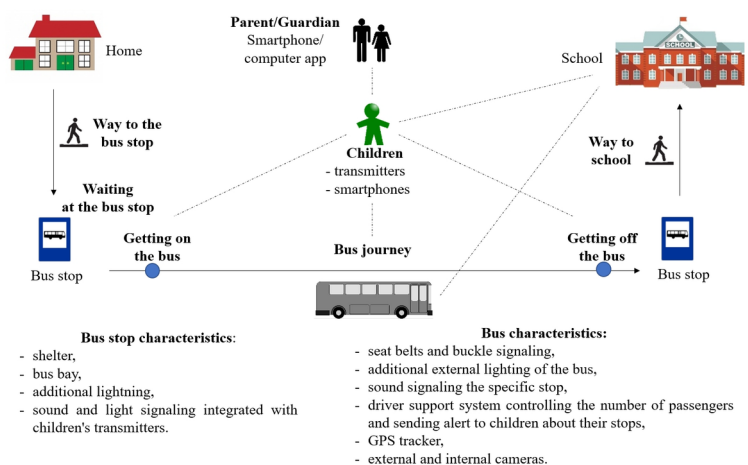 Parent/Guardian
Smartphone/
computer app
Home
School
SCHOOL
Way to the
bus stop
Children
- transmitters
- smartphones
Way to
school
Waiting
at the bus stop
Getting on
the bus
Bus journey
Getting off
the bus
Bus stop
Bus stop
Bus stop characteristics:
- shelter,
- bus bay,
- additional lightning,
- sound and light signaling integrated with
children's transmitters.
Bus characteristics:
- seat belts and buckle signaling,
- additional external lighting of the bus,
- sound signaling the specific stop,
- driver support system controlling the number of passengers
and sending alert to children about their stops,
- GPS tracker,
- external and internal cameras.